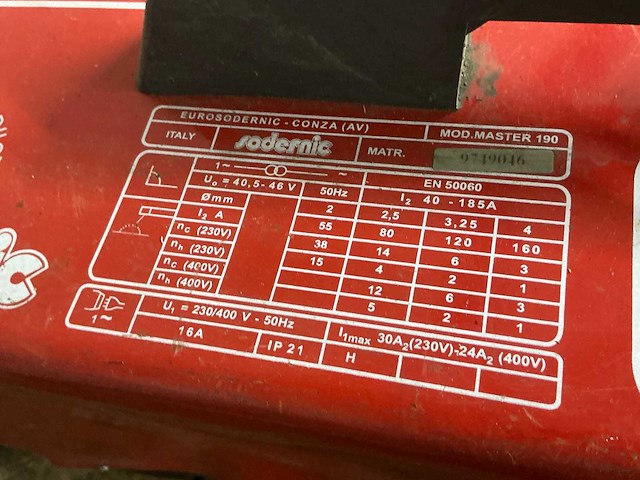 EUROSODERNIC - CONZA (AV) MOD.MASTER 190
ITALY sodernic MATR. 9749046
1~ ~ EN 50060
U₀ = 40,5- 46 V 50Hz I₂ 40 - 185A
Ømm 2 2,5 3,25 4
I₂ A 55 80 120 160
nc (230V) 38 14 6 3
nh (230V) 15 4 2 1
nc (400V) 12 6 3
nh (400V) 5 2 1
1~ U₁ = 230/400 V - 50Hz I₁max 30A₂(230V)-24A₂ (400V)
16A IP 21 H